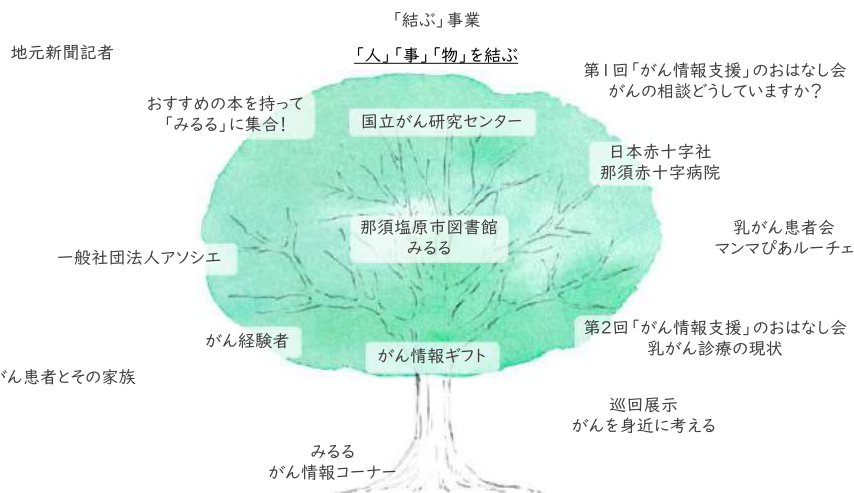 「結ぶ」事業
「人」「事」「物」を結ぶ
地元新聞記者
第1回「がん情報支援」のおはなし会
がんの相談どうしていますか？
おすすめの本を持って
「みるる」に集合！
国立がん研究センター
日本赤十字社
那須赤十字病院
那須塩原市図書館
みるる
乳がん患者会
マンマぴあルーチェ
一般社団法人アソシエ
第2回「がん情報支援」のおはなし会
乳がん診療の現状
がん経験者
がん情報ギフト
がん患者とその家族
巡回展示
がんを身近に考える
みるる
がん情報コーナー